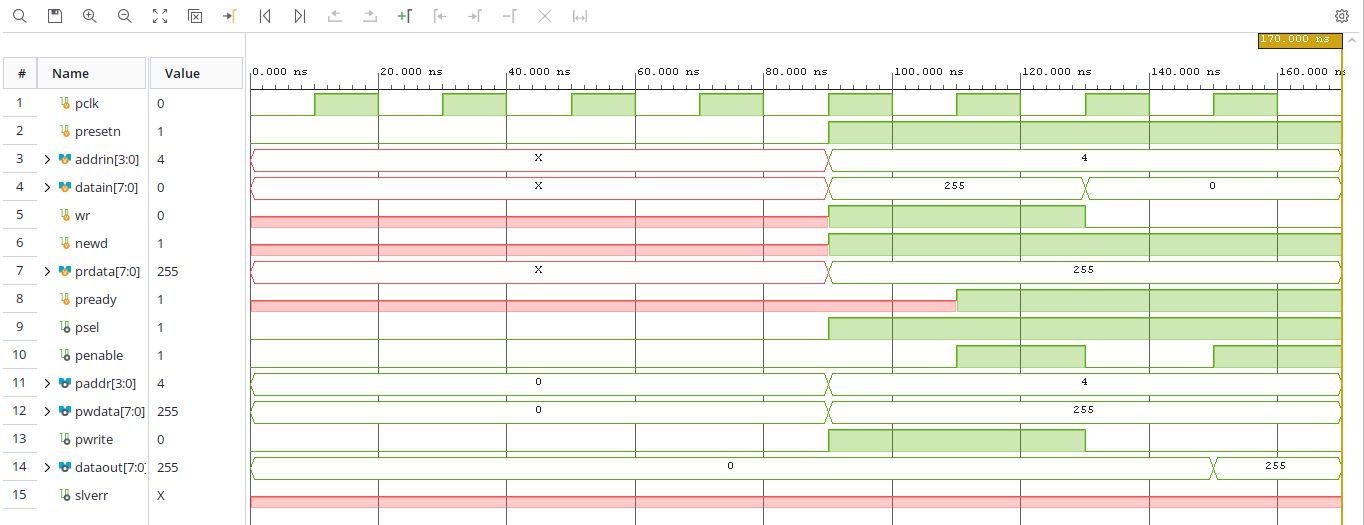 170.000 ns
# Name Value
0.000 ns 20.000 ns 40.000 ns 60.000 ns 80.000 ns 100.000 ns 120.000 ns 140.000 ns 160.000
1 pclk 0
2 presetn 1
3 addrin[3:0] 4 X 4
4 datain[7:0] 0 X 255 0
5 wr 0
6 newd 1
7 prdata[7:0] 255 X 255
8 pready 1
9 psel 1
10 penable 1
11 paddr[3:0] 4 0 4
12 pwdata[7:0] 255 0 255
13 pwrite 0
14 dataout[7:0] 255 0 255
15 slverr X